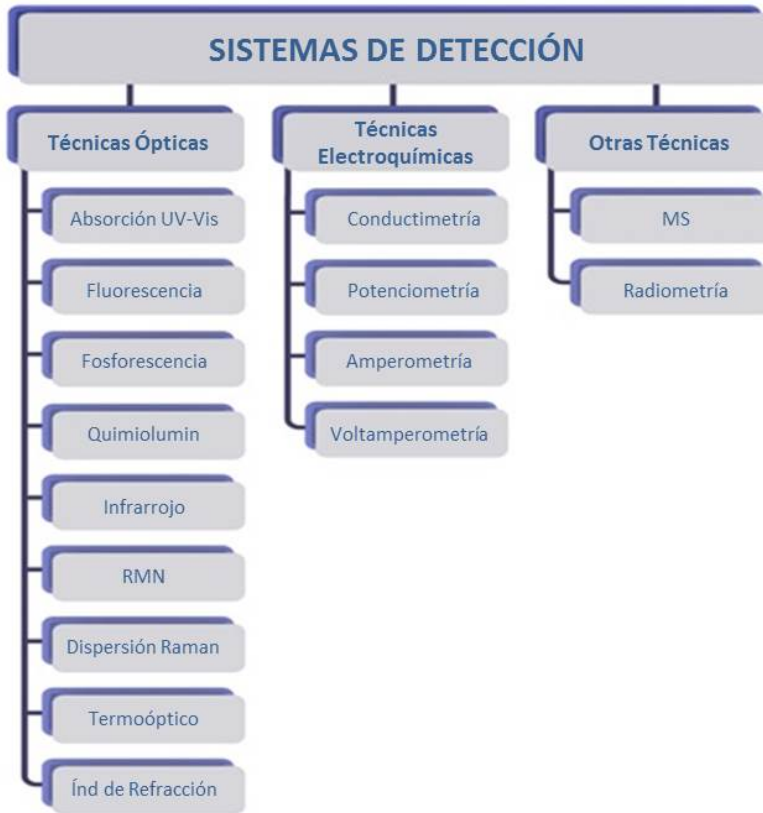 SISTEMAS DE DETECCIÓN
Técnicas Ópticas
Absorción UV-Vis
Fluorescencia
Fosforescencia
Quimiolumin
Infrarrojo
RMN
Dispersión Raman
Termoóptico
Índ de Refracción
Técnicas
Electroquímicas
Conductimetría
Potenciometría
Amperometría
Voltamperometría
Otras Técnicas
MS
Radiometría